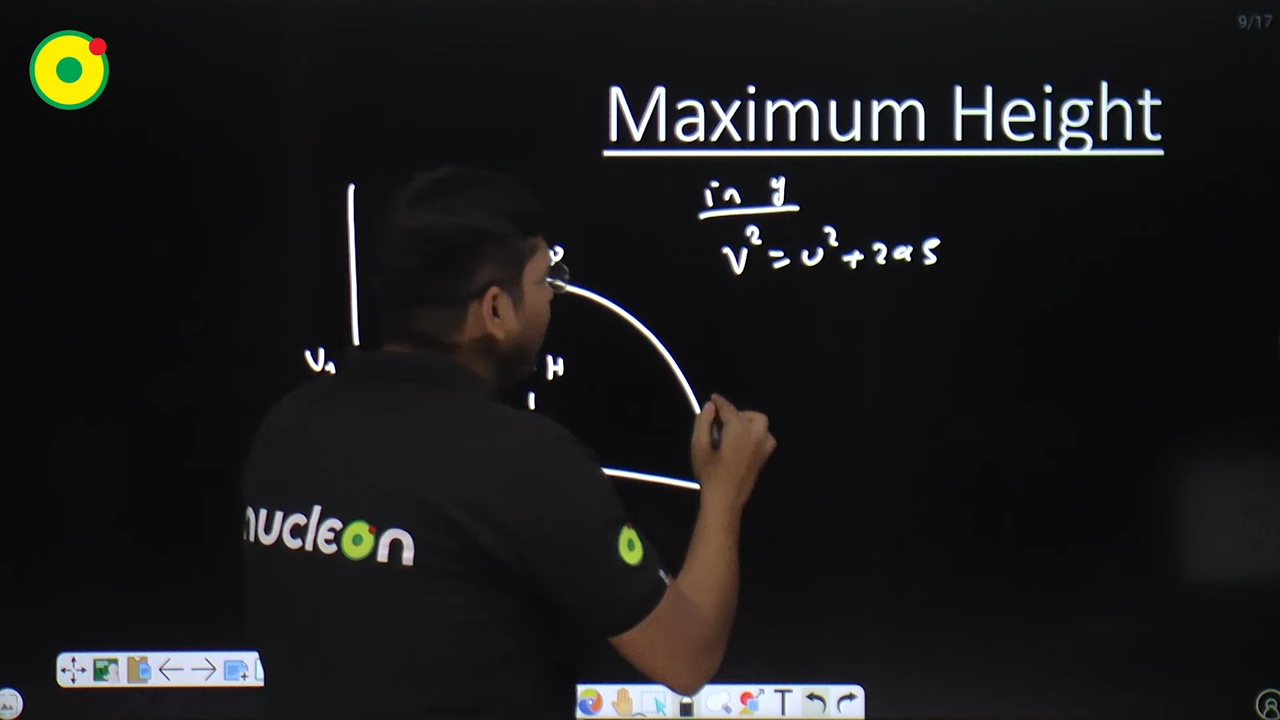 9/17
Maximum Height
in y
v² = u² + 2as
H
nucleon
T